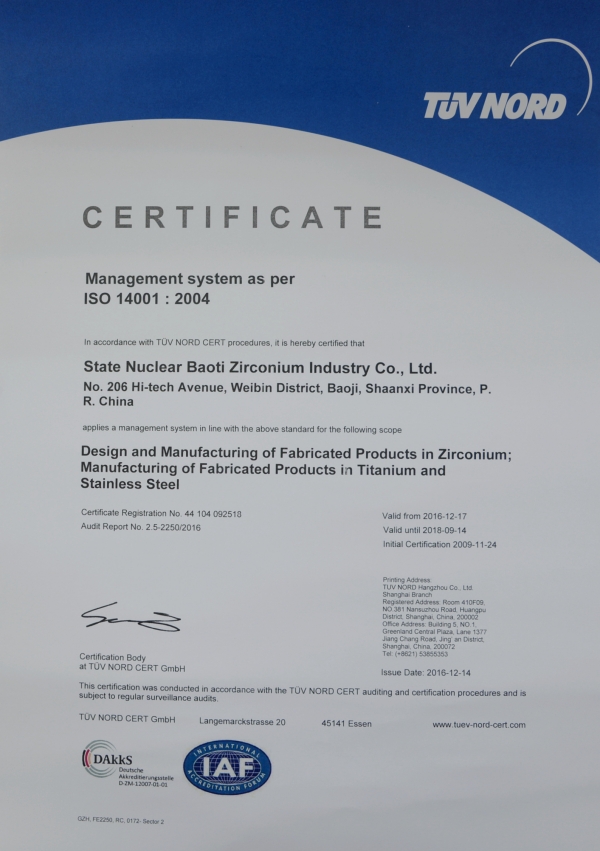 TÜV NORD
CERTIFICATE
Management system as per
ISO 14001 : 2004
In accordance with TÜV NORD CERT procedures, it is hereby certified that
State Nuclear Baoti Zirconium Industry Co., Ltd.
No. 206 Hi-tech Avenue, Weibin District, Baoji, Shaanxi Province, P.
R. China
applies a management system in line with the above standard for the following scope
Design and Manufacturing of Fabricated Products in Zirconium;
Manufacturing of Fabricated Products in Titanium and
Stainless Steel
Certificate Registration No. 44 104 092518
Audit Report No. 2.5-2250/2016
Valid from 2016-12-17
Valid until 2018-09-14
Initial Certification 2009-11-24
Printing Address
TUV NORD Hangzhou Co., Ltd.
Shanghai Branch
Registered Address: Room 410F09,
NO.381 Nansuzhou Road, Huangpu
District, Shanghai, China, 200002
Office Address: Building 5, NO.1,
Greenland Central Plaza, Lane 1377
Jiang Chang Road, Jing' an District,
Shanghai, China, 200072
Tel: (+8621) 53855353
Certification Body
at TÜV NORD CERT GmbH
Issue Date: 2016-12-14
This certification was conducted in accordance with the TÜV NORD CERT auditing and certification procedures and is
subject to regular surveillance audits.
TÜV NORD CERT GmbH Langemarckstrasse 20 45141 Essen www.tuev-nord-cert.com
DAkkS
Deutsche
Akkreditierungsstelle
D-ZM-12007-01-01
INTERNATIONAL
IAF
ACCREDITATION FORUM
GZH, FE2250, RC, 0172- Sector 2